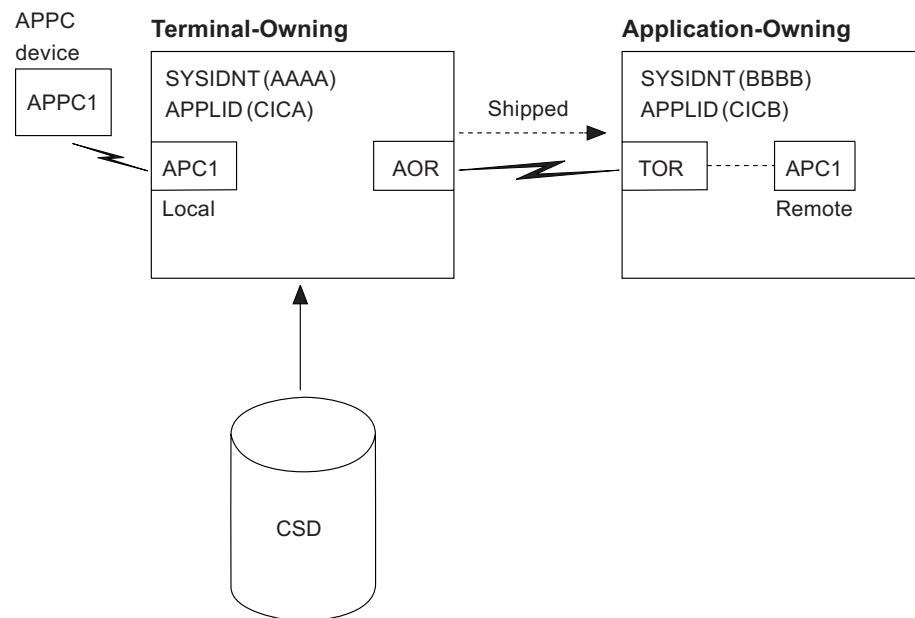 APPC
device
APPC1
Terminal-Owning
SYSIDNT(AAAA)
APPLID(CICA)
APC1
Local
AOR
Shipped
Application-Owning
SYSIDNT(BBBB)
APPLID(CICB)
TOR
APC1
Remote
CSD